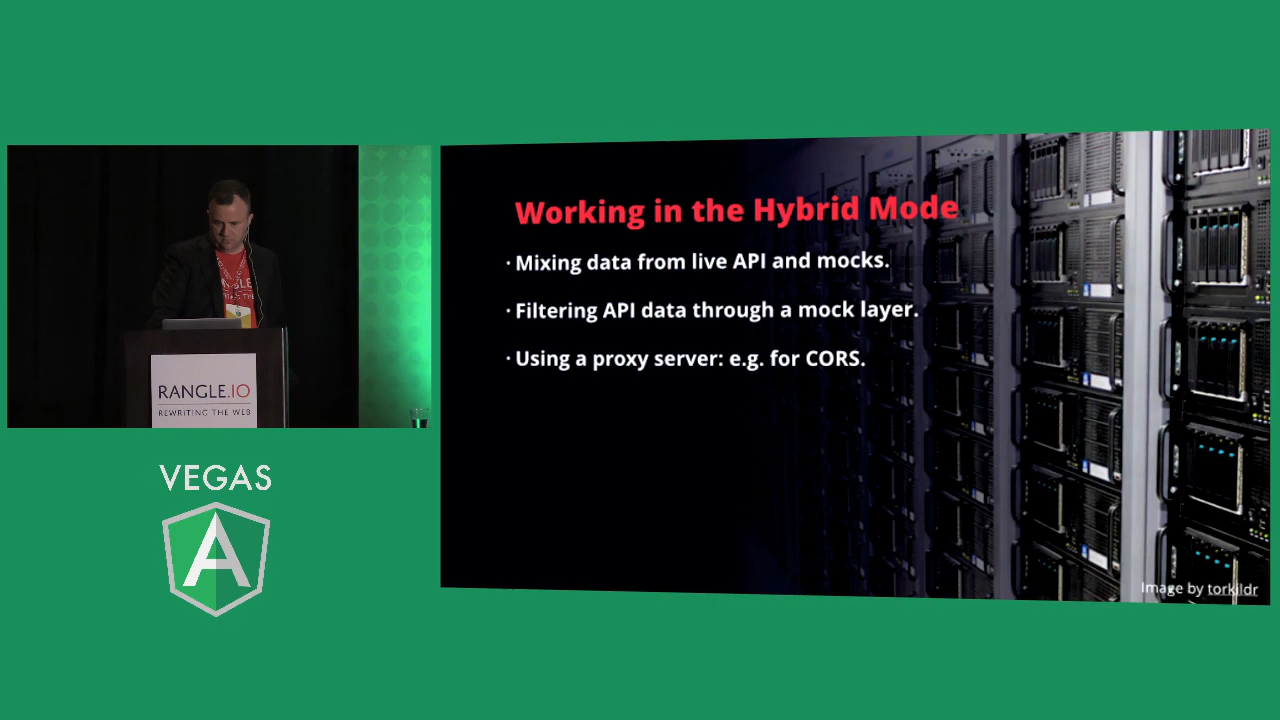 Working in the Hybrid Mode
· Mixing data from live API and mocks.
· Filtering API data through a mock layer.
· Using a proxy server: e.g. for CORS.
Image by torkildr
RANGLE.IO
REWRITING THE WEB
VEGAS
A